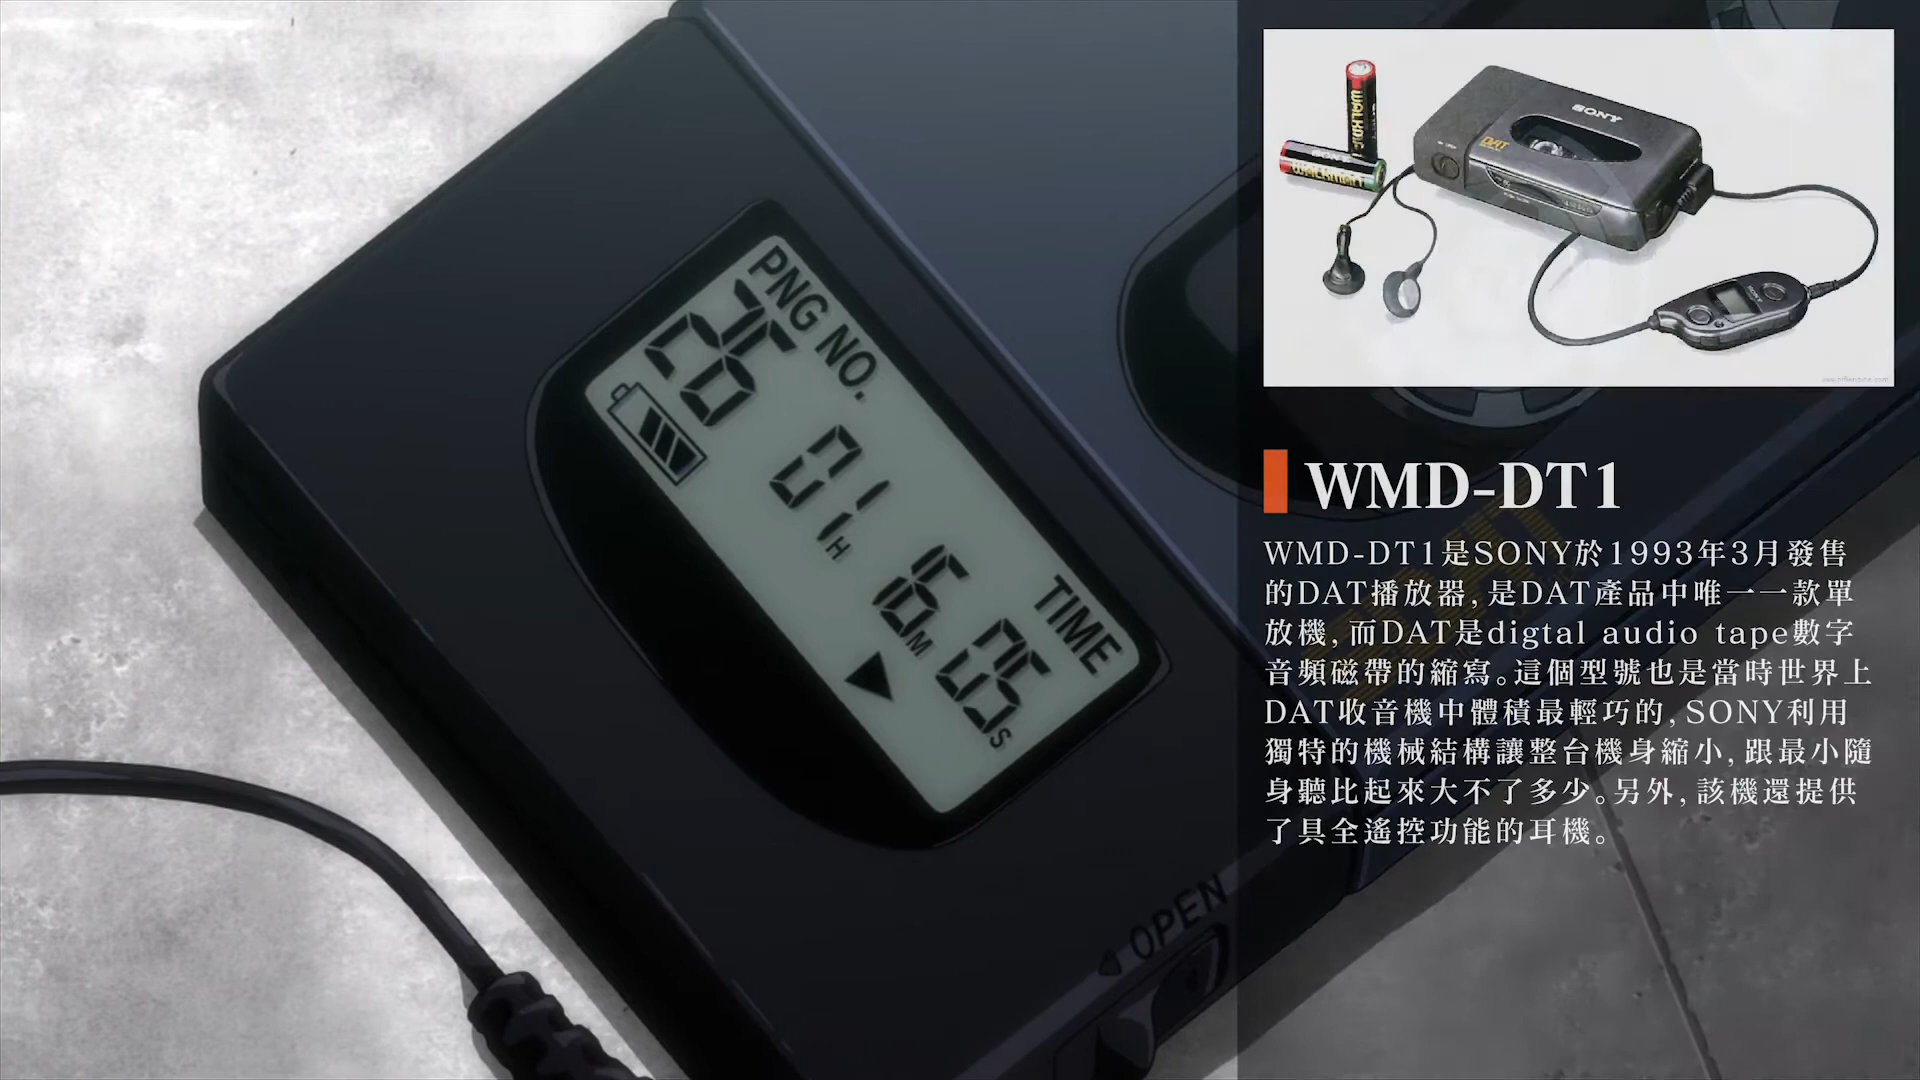 PNG NO.
26
01H 16M 05S
TIME
OPEN
SONY
DAT
SONY
WALKMAN
WMD-DT1
WMD-DT1是SONY於1993年3月發售
的DAT播放器,是DAT產品中唯一一款單
放機,而DAT是digtal audio tape數字
音頻磁帶的縮寫。這個型號也是當時世界上
DAT收音機中體積最輕巧的,SONY利用
獨特的機械結構讓整台機身縮小,跟最小隨
身聽比起來大不了多少。另外,該機還提供
了具全遙控功能的耳機。